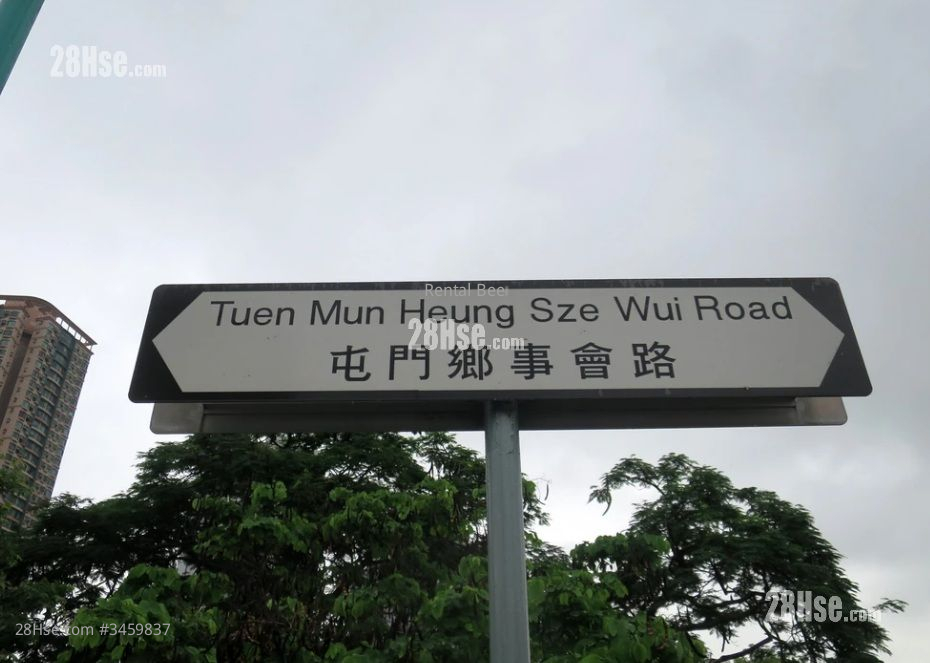 28Hse.com
Rental Beer
Tuen Mun Heung Sze Wui Road
28Hse.com
屯門鄉事會路
28Hse.com
28Hse.com #3459837